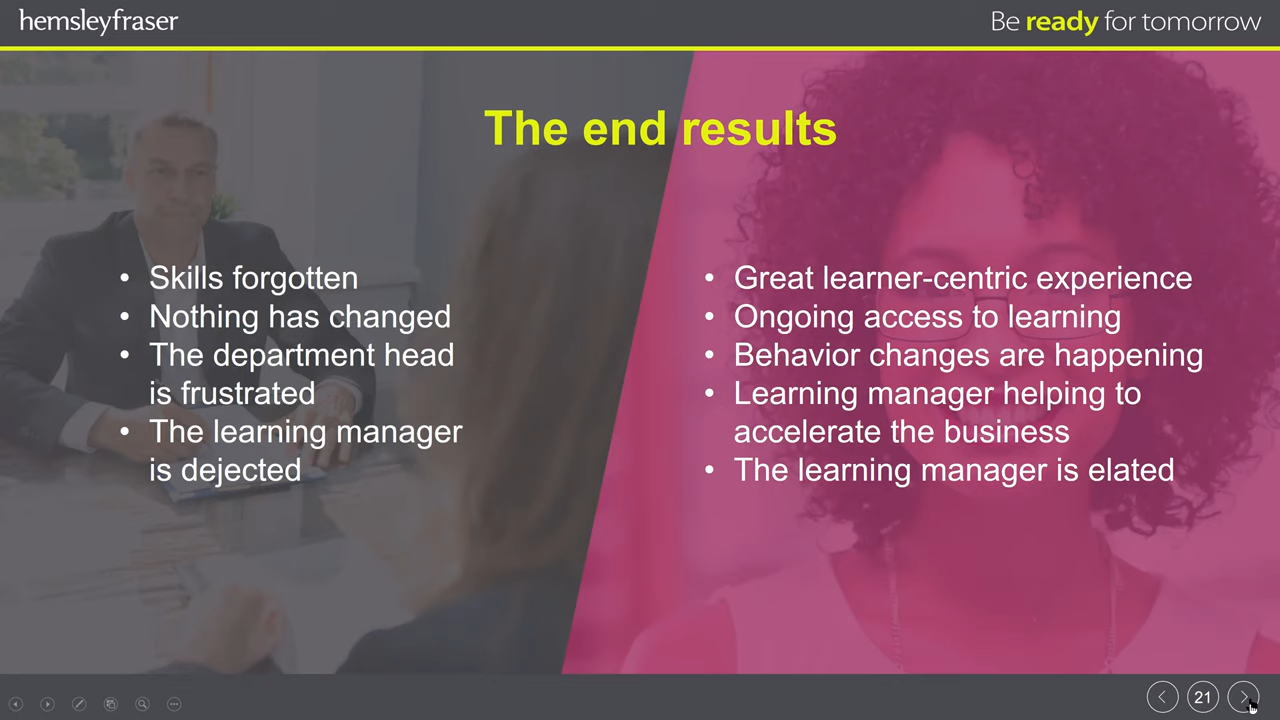 hemsleyfraser
Be ready for tomorrow
The end results
• Skills forgotten
• Nothing has changed
• The department head
is frustrated
• The learning manager
is dejected
• Great learner-centric experience
• Ongoing access to learning
• Behavior changes are happening
• Learning manager helping to
accelerate the business
• The learning manager is elated
21